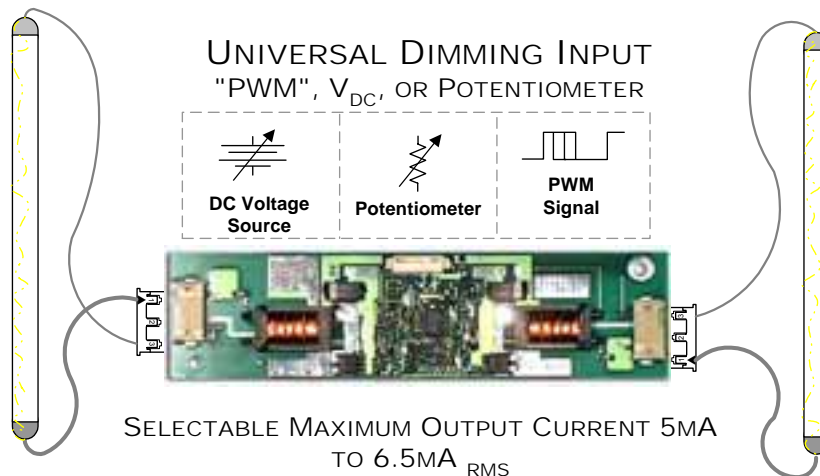 UNIVERSAL DIMMING INPUT
"PWM", VDC, OR POTENTIOMETER
DC Voltage
Source
Potentiometer
PWM
Signal
SELECTABLE MAXIMUM OUTPUT CURRENT 5MA
TO 6.5MA RMS